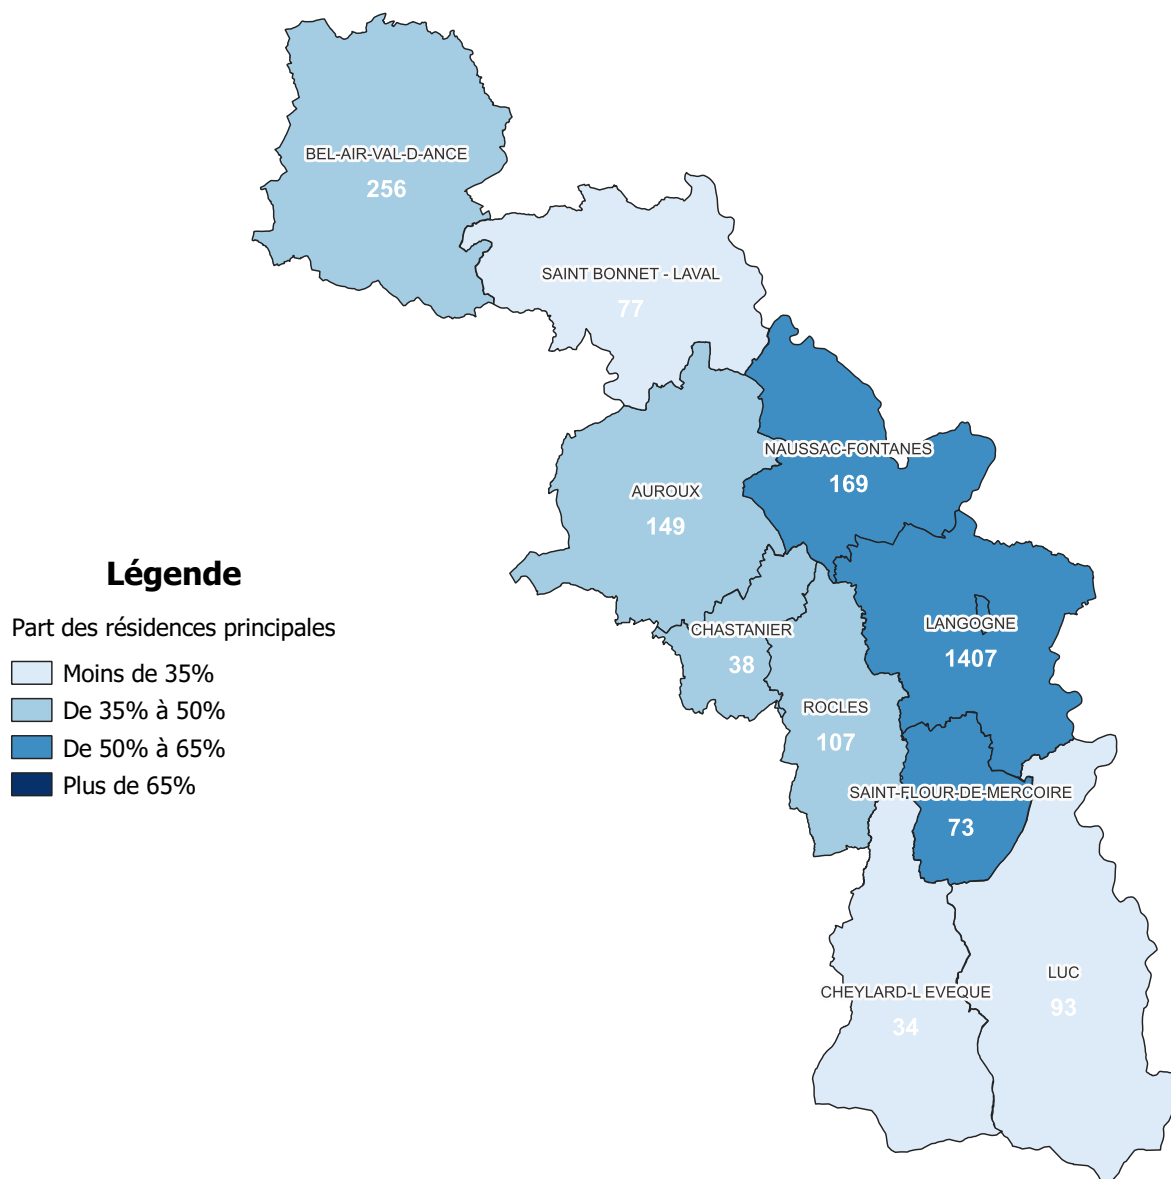 BEL-AIR-VAL-D-ANCE
256
SAINT BONNET - LAVAL
77
NAUSSAC-FONTANES
169
AUROUX
149
Légende
Part des résidences principales
Moins de 35%
De 35% à 50%
De 50% à 65%
Plus de 65%
CHASTANIER
38
LANGOGNE
1407
ROCLES
107
SAINT-FLOUR-DE-MERCOIRE
73
LUC
93
CHEYLARD-L EVEQUE
34